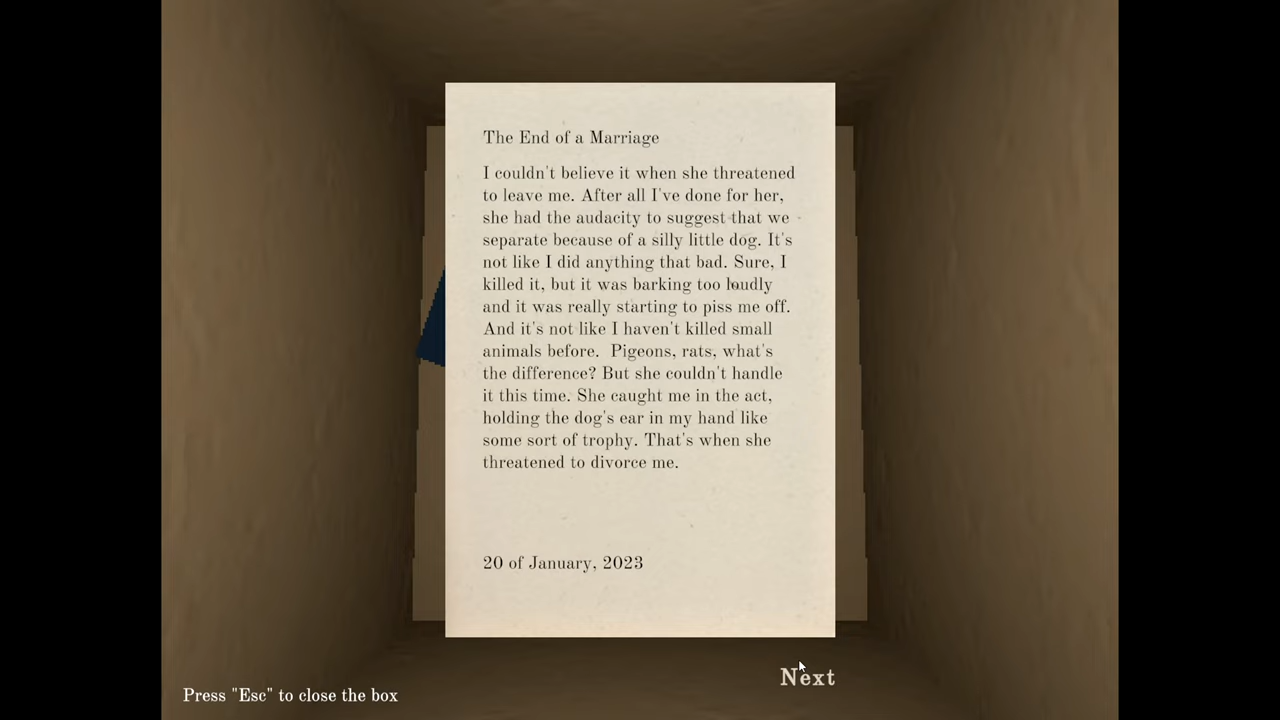 The End of a Marriage
I couldn't believe it when she threatened
to leave me. After all I've done for her,
she had the audacity to suggest that we
separate because of a silly little dog. It's
not like I did anything that bad. Sure, I
killed it, but it was barking too loudly
and it was really starting to piss me off.
And it's not like I haven't killed small
animals before.  Pigeons, rats, what's
the difference? But she couldn't handle
it this time. She caught me in the act,
holding the dog's ear in my hand like
some sort of trophy. That's when she
threatened to divorce me.
20 of January, 2023
Next
Press "Esc" to close the box